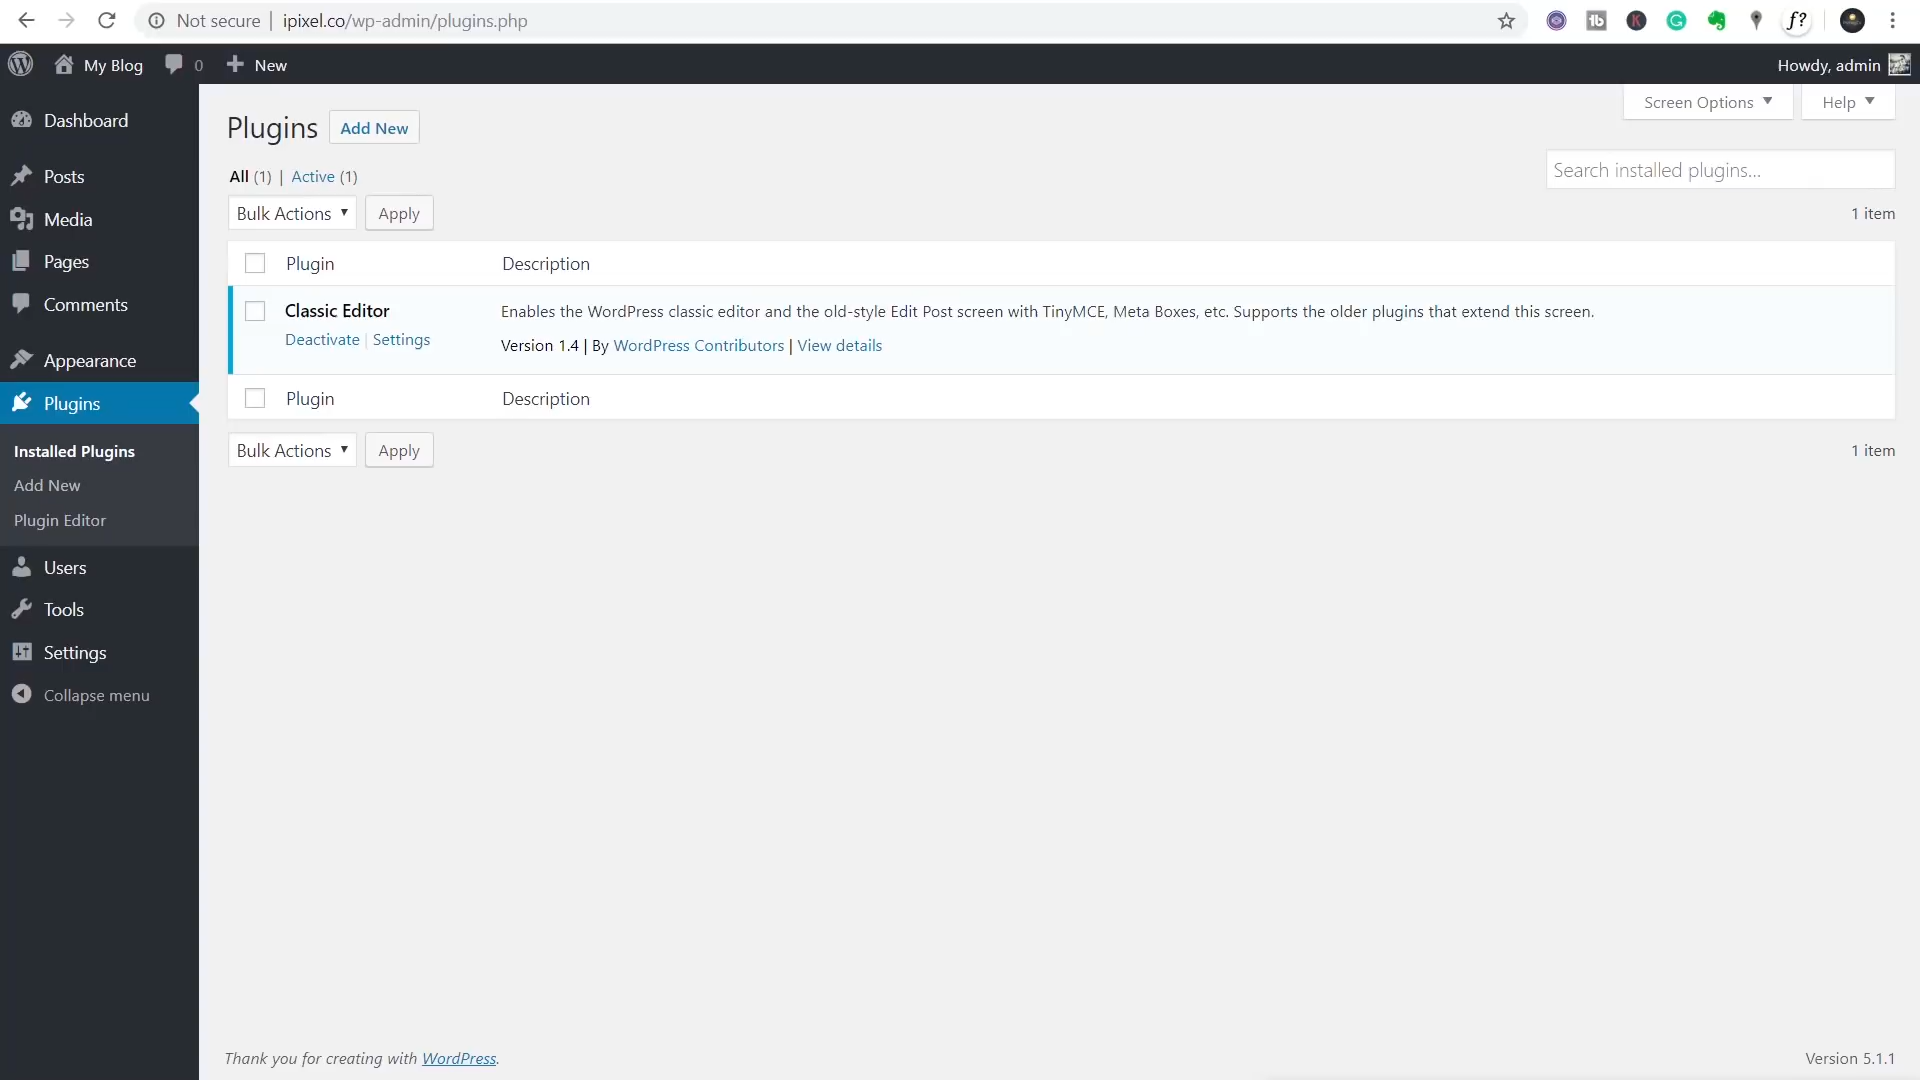 Not secure | ipixel.co/wp-admin/plugins.php
My Blog 0 New Howdy, admin
Screen Options Help
Dashboard
Posts
Media
Pages
Comments
Appearance
Plugins
Installed Plugins
Add New
Plugin Editor
Users
Tools
Settings
Collapse menu
Plugins Add New
Search installed plugins...
All (1) | Active (1)
Bulk Actions Apply 1 item
Plugin Description
Classic Editor Enables the WordPress classic editor and the old-style Edit Post screen with TinyMCE, Meta Boxes, etc. Supports the older plugins that extend this screen.
Deactivate | Settings Version 1.4 | By WordPress Contributors | View details
Plugin Description
Bulk Actions Apply 1 item
Thank you for creating with WordPress. Version 5.1.1